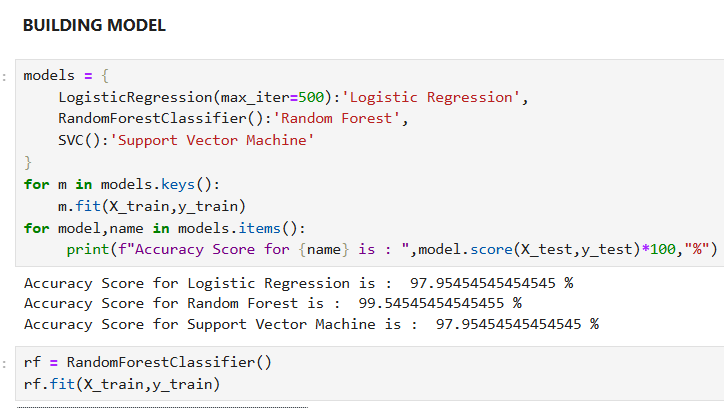 BUILDING MODEL
models = {
    LogisticRegression(max_iter=500):'Logistic Regression',
    RandomForestClassifier():'Random Forest',
    SVC():'Support Vector Machine'
}
for m in models.keys():
    m.fit(X_train,y_train)
for model,name in models.items():
     print(f"Accuracy Score for {name} is : ",model.score(X_test,y_test)*100,"%")
Accuracy Score for Logistic Regression is :  97.95454545454545 %
Accuracy Score for Random Forest is :  99.54545454545455 %
Accuracy Score for Support Vector Machine is :  97.95454545454545 %
rf = RandomForestClassifier()
rf.fit(X_train,y_train)